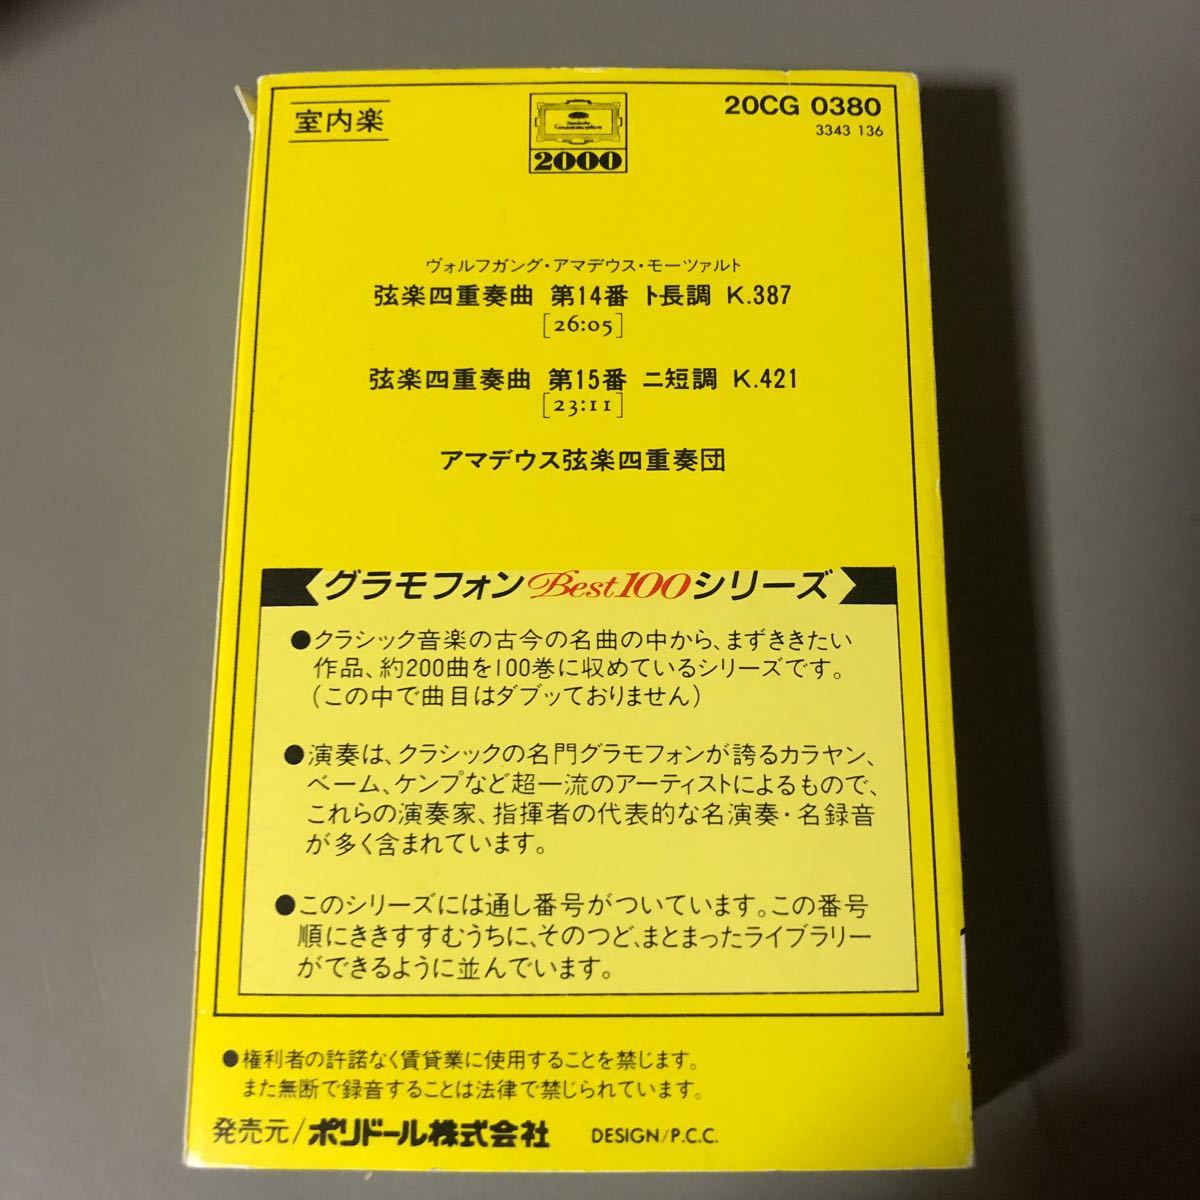 室内楽
Deutsche
Grammophon
2000
20CG 0380
3343 136
ヴォルフガング・アマデウス・モーツァルト
弦楽四重奏曲 第14番 ト長調 K.387
[26:05]
弦楽四重奏曲 第15番 ニ短調 K.421
[23:11]
アマデウス弦楽四重奏団
グラモフォンBest100シリーズ
●クラシック音楽の古今の名曲の中から、まずききたい
作品、約200曲を100巻に収めているシリーズです。
(この中で曲目はダブッておりません)
●演奏は、クラシックの名門グラモフォンが誇るカラヤン、
ベーム、ケンプなど超一流のアーティストによるもので、
これらの演奏家、指揮者の代表的な名演奏・名録音
が多く含まれています。
●このシリーズには通し番号がついています。この番号
順にききすすむうちに、そのつど、まとまったライブラリー
ができるように並んでいます。
●権利者の許諾なく賃貸業に使用することを禁じます。
また無断で録音することは法律で禁じられています。
発売元/ポリドール株式会社 DESIGN/P.C.C.